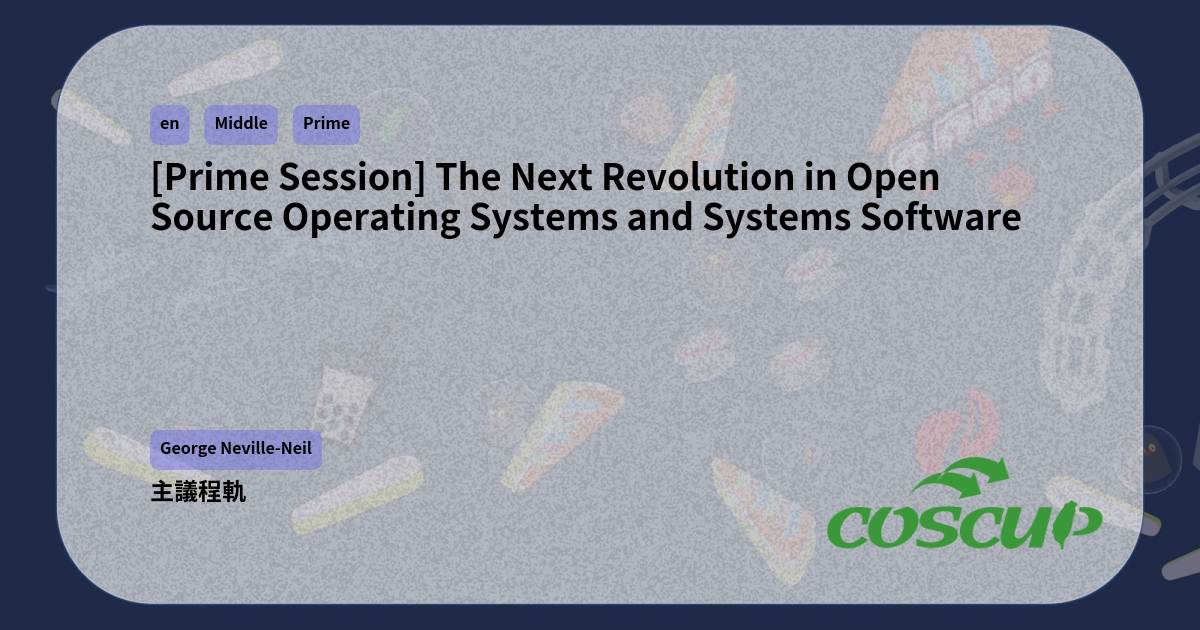 en Middle Prime
[Prime Session] The Next Revolution in Open
Source Operating Systems and Systems Software
George Neville-Neil
主議程軌
COSCUP